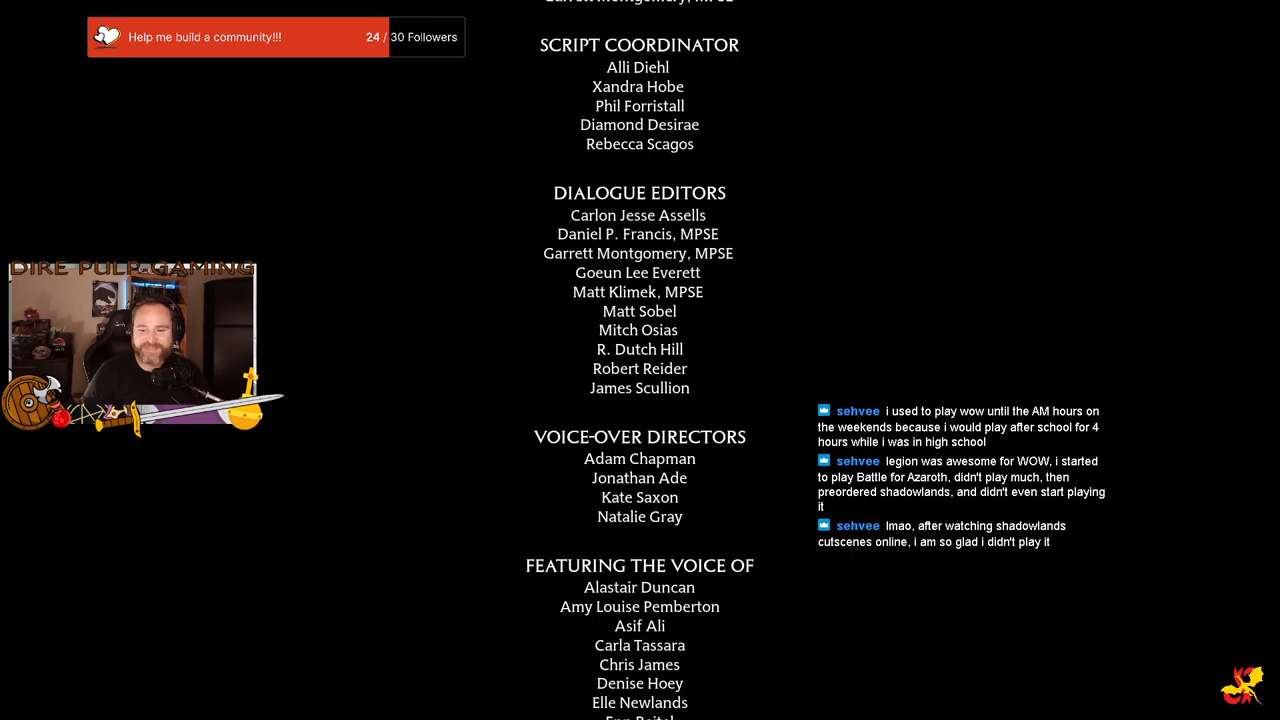 Help me build a community!!! 24 / 30 Followers
SCRIPT COORDINATOR
Alli Diehl
Xandra Hobe
Phil Forristall
Diamond Desirae
Rebecca Scagos
DIALOGUE EDITORS
Carlon Jesse Assells
Daniel P. Francis, MPSE
Garrett Montgomery, MPSE
Goeun Lee Everett
Matt Klimek, MPSE
Matt Sobel
Mitch Osias
R. Dutch Hill
Robert Reider
James Scullion
VOICE-OVER DIRECTORS
Adam Chapman
Jonathan Ade
Kate Saxon
Natalie Gray
FEATURING THE VOICE OF
Alastair Duncan
Amy Louise Pemberton
Asif Ali
Carla Tassara
Chris James
Denise Hoey
Elle Newlands
DIRE PULP GAMING
sehvee i used to play wow until the AM hours on
the weekends because i would play after school for 4
hours while i was in high school
sehvee legion was awesome for WOW, i started
to play Battle for Azaroth, didn't play much, then
preordered shadowlands, and didn't even start playing
it
sehvee lmao, after watching shadowlands
cutscenes online, i am so glad i didn't play it